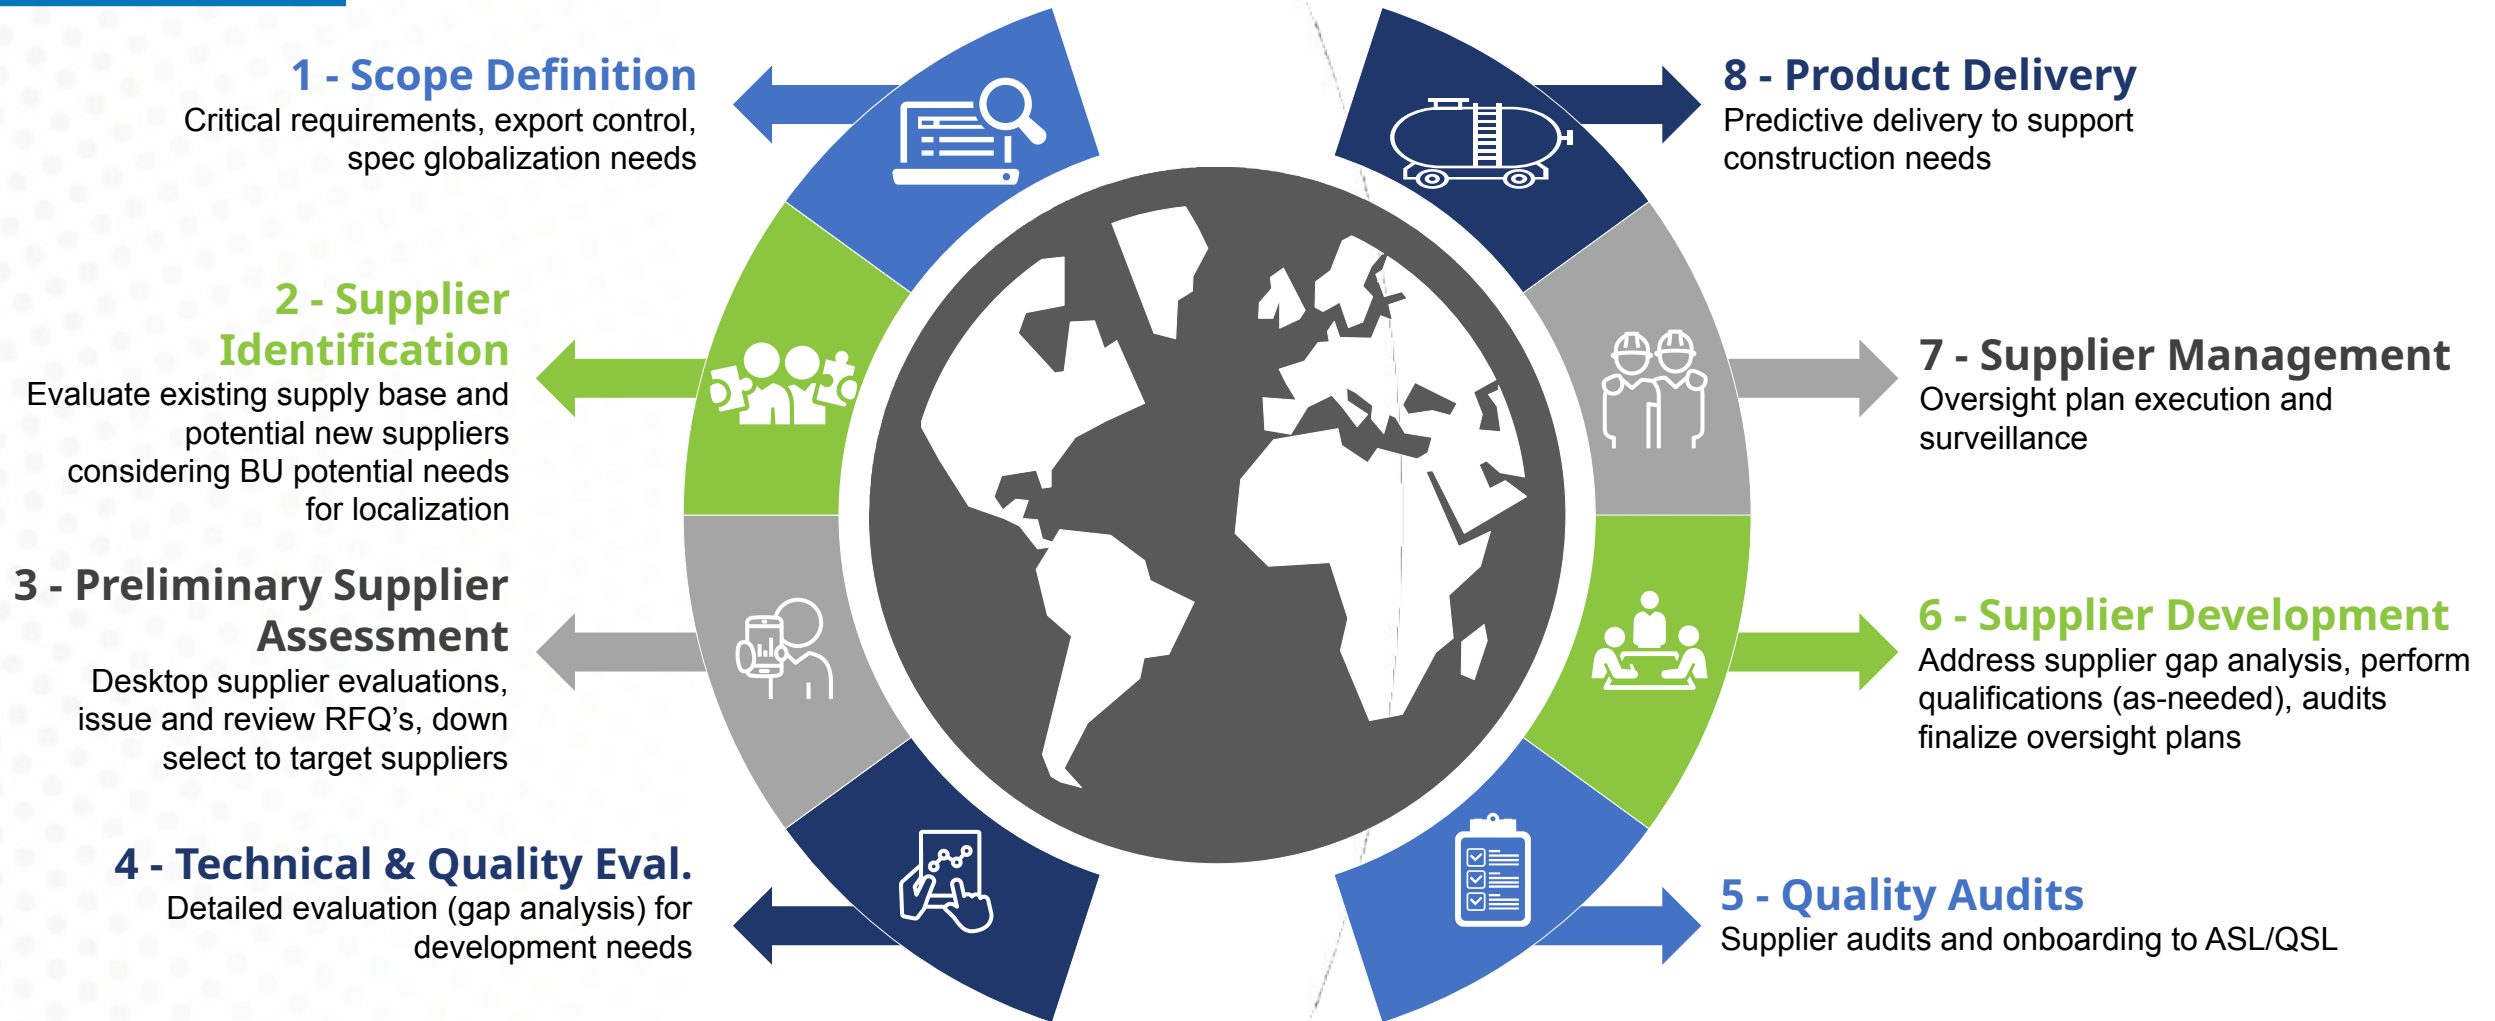 1 - Scope Definition
Critical requirements, export control,
spec globalization needs
2 - Supplier
Identification
Evaluate existing supply base and
potential new suppliers
considering BU potential needs
for localization
3 - Preliminary Supplier
Assessment
Desktop supplier evaluations,
issue and review RFQ’s, down
select to target suppliers
4 - Technical & Quality Eval.
Detailed evaluation (gap analysis) for
development needs
5 - Quality Audits
Supplier audits and onboarding to ASL/QSL
6 - Supplier Development
Address supplier gap analysis, perform
qualifications (as-needed), audits
finalize oversight plans
7 - Supplier Management
Oversight plan execution and
surveillance
8 - Product Delivery
Predictive delivery to support
construction needs